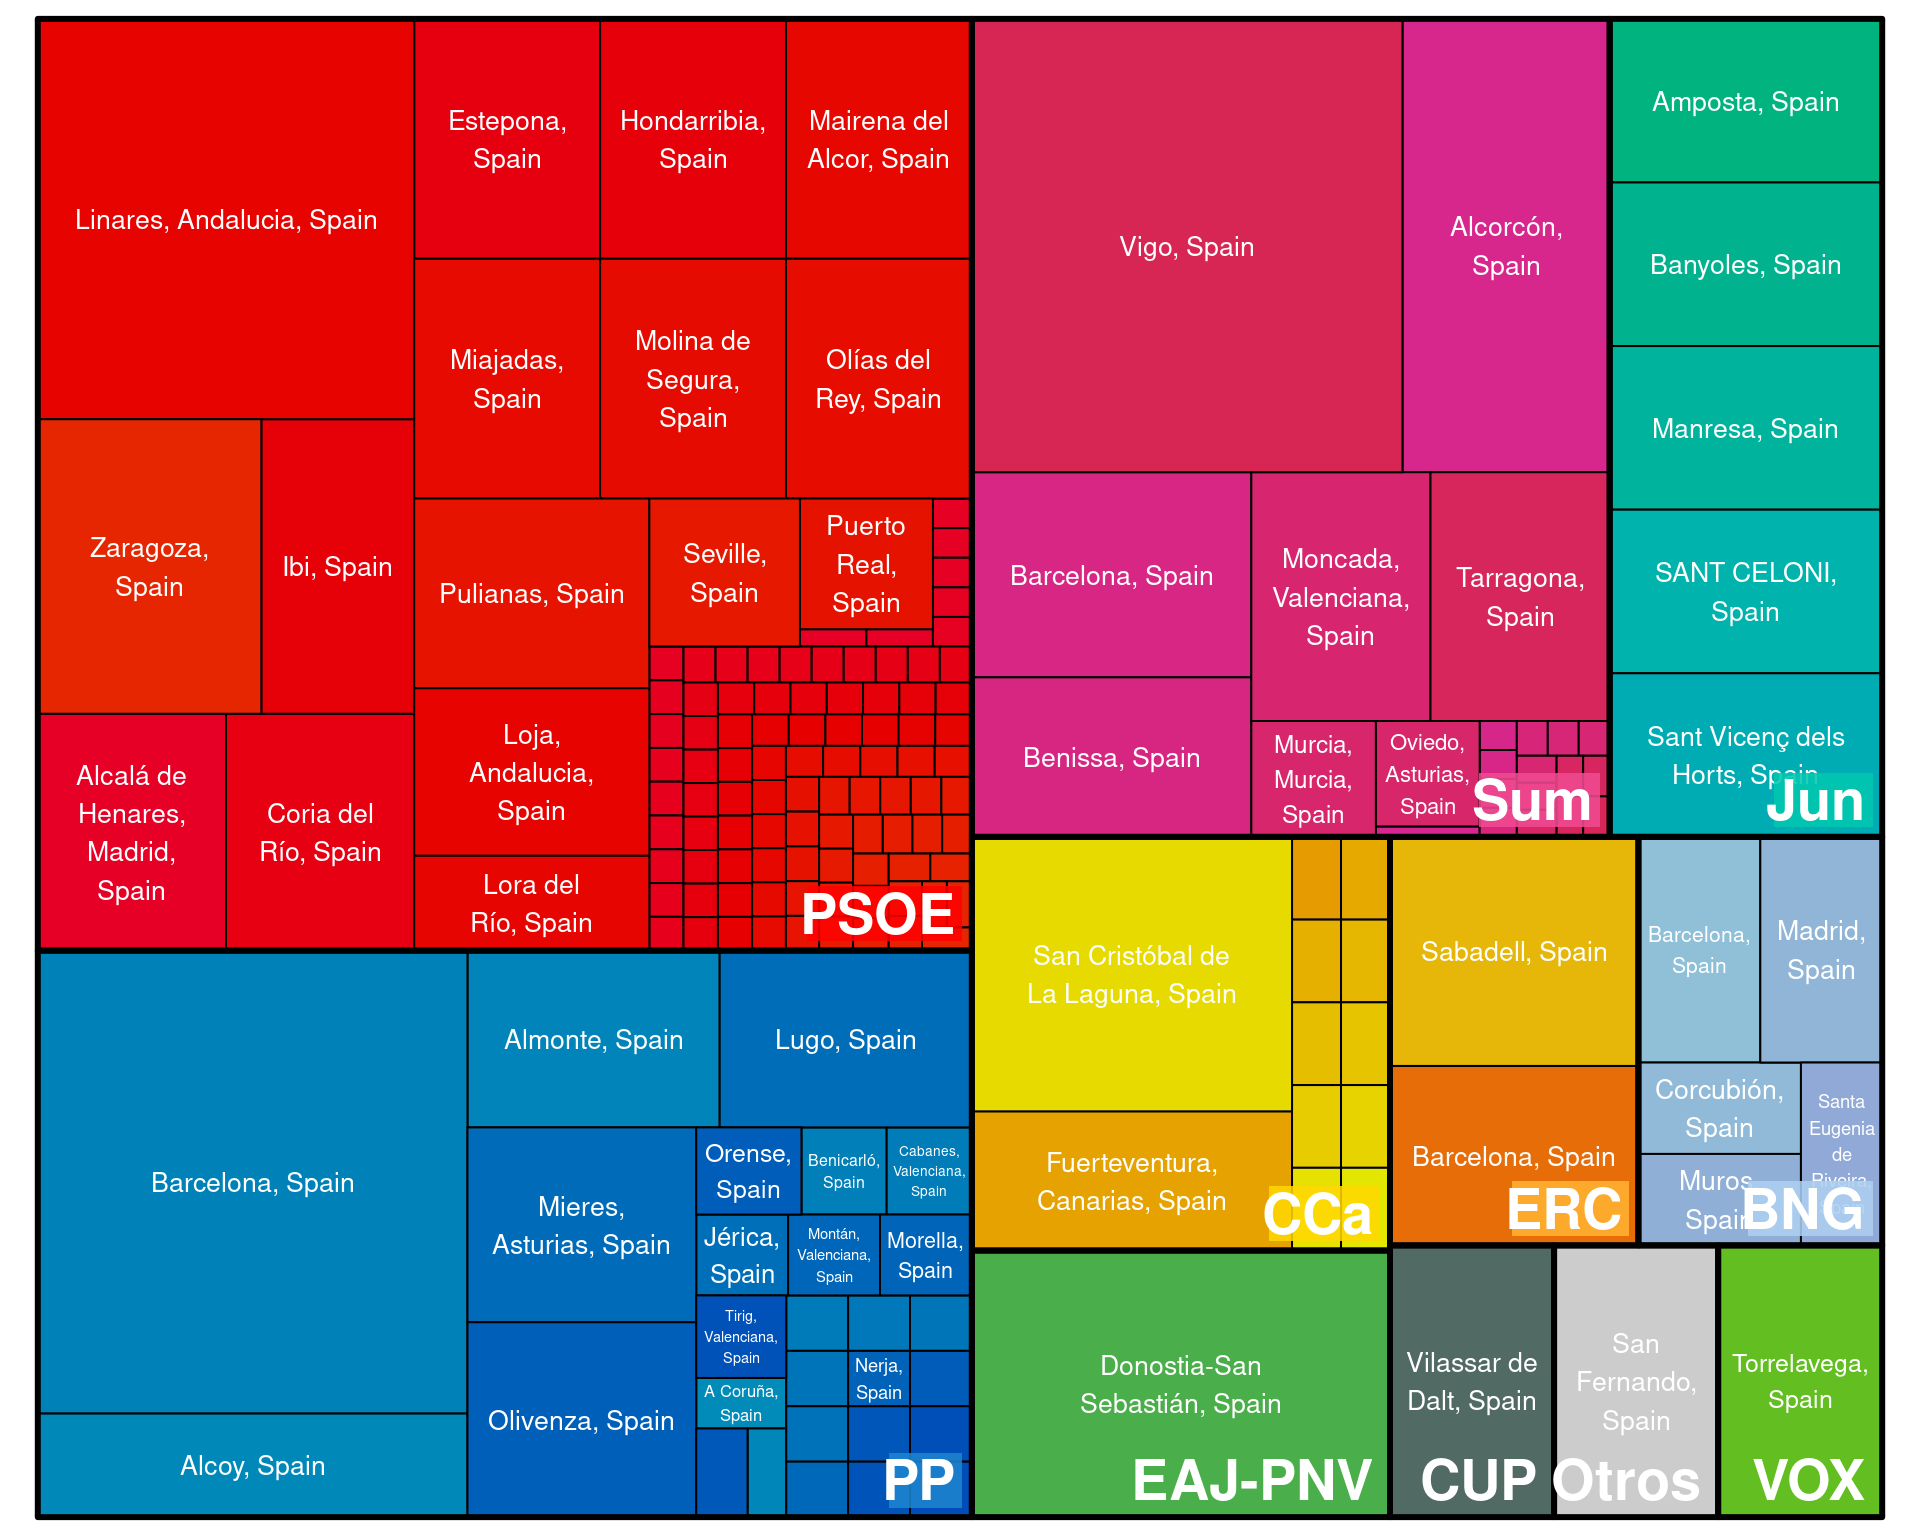 Linares, Andalucia, Spain
Estepona,
Spain
Hondarribia,
Spain
Mairena del
Alcor, Spain
Miajadas,
Spain
Molina de
Segura,
Spain
Olías del
Rey, Spain
Zaragoza,
Spain
Ibi, Spain
Pulianas, Spain
Seville,
Spain
Puerto
Real,
Spain
Alcalá de
Henares,
Madrid,
Spain
Coria del
Río, Spain
Loja,
Andalucia,
Spain
Lora del
Río, Spain
PSOE
Vigo, Spain
Alcorcón,
Spain
Barcelona, Spain
Moncada,
Valenciana,
Spain
Tarragona,
Spain
Benissa, Spain
Murcia,
Murcia,
Spain
Oviedo,
Asturias,
Spain
Sum
Amposta, Spain
Banyoles, Spain
Manresa, Spain
SANT CELONI,
Spain
Sant Vicenç dels
Horts, Spain
Jun
Barcelona, Spain
Almonte, Spain
Lugo, Spain
Mieres,
Asturias, Spain
Orense,
Spain
Benicarló,
Spain
Cabanes,
Valenciana,
Spain
Jérica,
Spain
Montán,
Valenciana,
Spain
Morella,
Spain
Tirig,
Valenciana,
Spain
A Coruña,
Spain
Nerja,
Spain
Olivenza, Spain
Alcoy, Spain
PP
San Cristóbal de
La Laguna, Spain
Fuerteventura,
Canarias, Spain
CCa
Sabadell, Spain
Barcelona, Spain
ERC
Barcelona,
Spain
Madrid,
Spain
Corcubión,
Spain
Muros,
Spain
Santa
Eugenia
de
Riveira,
BNG
Donostia-San
Sebastián, Spain
EAJ-PNV
Vilassar de
Dalt, Spain
CUP
San
Fernando,
Spain
Otros
Torrelavega,
Spain
VOX